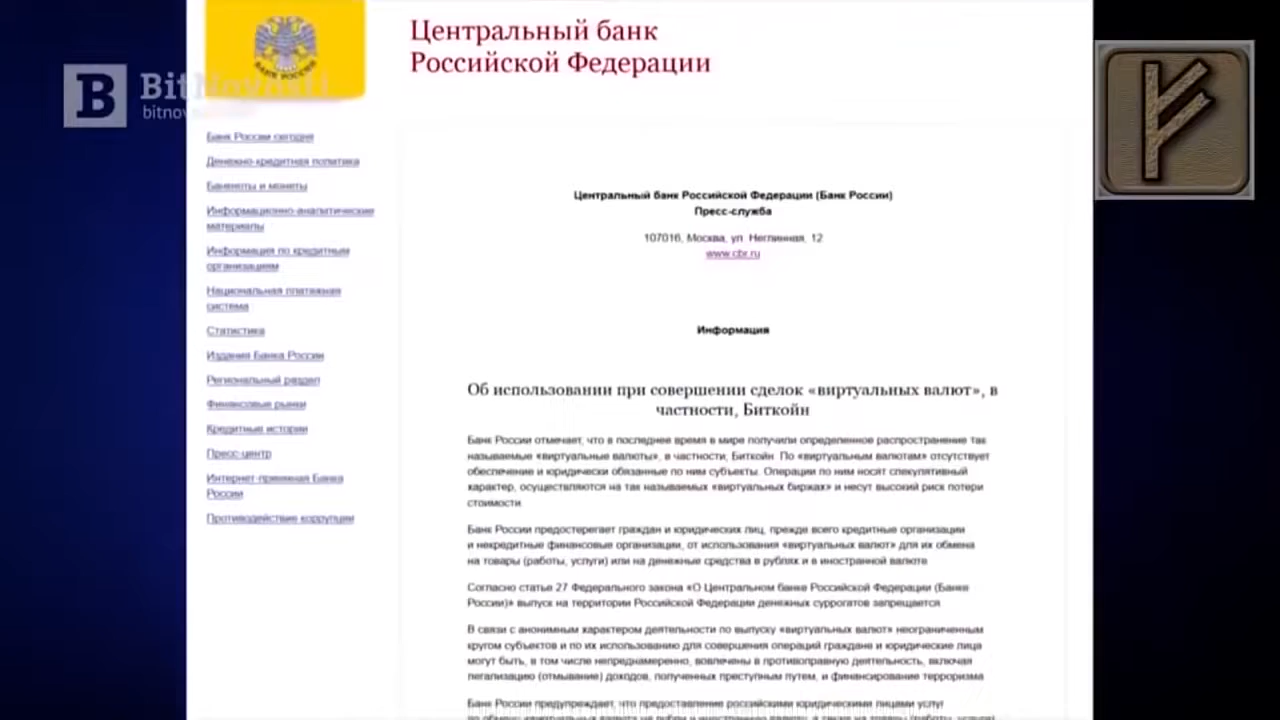 Центральный банк
Российской Федерации
БАНК РОССИИ
B
bitnov
Банк России сегодня
Денежно-кредитная политика
Банкноты и монеты
Информационно-аналитические
материалы
Информация по кредитным
организациям
Национальная платежная
система
Статистика
Издания Банка России
Региональный раздел
Финансовые рынки
Кредитные истории
Пресс-центр
Интернет-приемная Банка
России
Противодействие коррупции
Центральный банк Российской Федерации (Банк России)
Пресс-служба
107016, Москва, ул. Неглинная, 12
www.cbr.ru
Информация
Об использовании при совершении сделок «виртуальных валют», в
частности, Биткойн
Банк России отмечает, что в последнее время в мире получили определенное распространение так
называемые «виртуальные валюты», в частности, Биткойн. По «виртуальным валютам» отсутствует
обеспечение и юридически обязанные по ним субъекты. Операции по ним носят спекулятивный
характер, осуществляются на так называемых «виртуальных биржах» и несут высокий риск потери
стоимости.
Банк России предостерегает граждан и юридических лиц, прежде всего кредитные организации
и некредитные финансовые организации, от использования «виртуальных валют» для их обмена
на товары (работы, услуги) или на денежные средства в рублях и в иностранной валюте.
Согласно статье 27 Федерального закона «О Центральном банке Российской Федерации (Банке
России)» выпуск на территории Российской Федерации денежных суррогатов запрещается.
В связи с анонимным характером деятельности по выпуску «виртуальных валют» неограниченным
кругом субъектов и по их использованию для совершения операций граждане и юридические лица
могут быть, в том числе непреднамеренно, вовлечены в противоправную деятельность, включая
легализацию (отмывание) доходов, полученных преступным путем, и финансирование терроризма.
Банк России предупреждает, что предоставление российскими юридическими лицами услуг